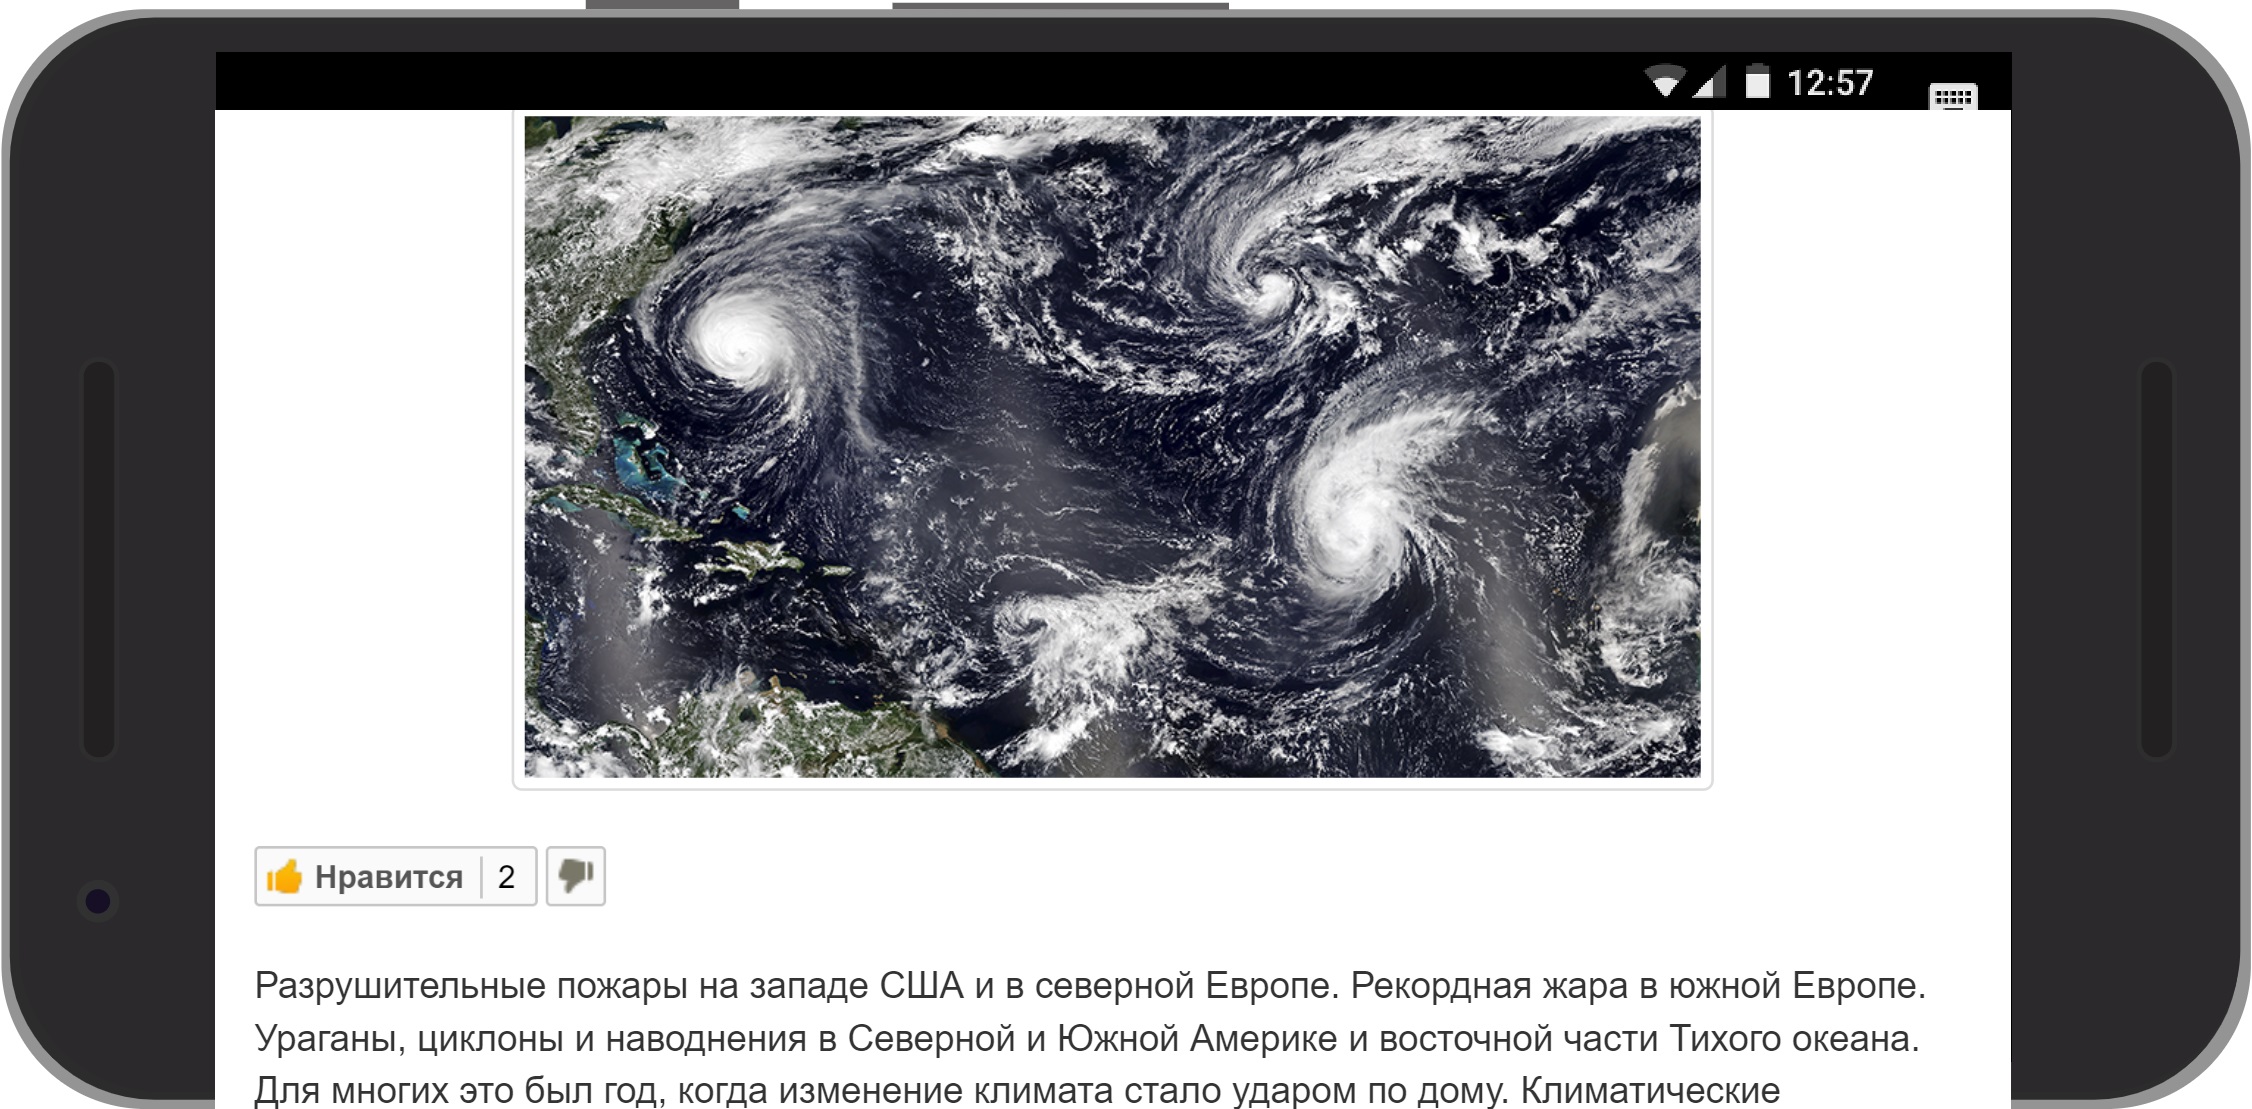 12:57
Нравится 2
Разрушительные пожары на западе США и в северной Европе. Рекордная жара в южной Европе.
Ураганы, циклоны и наводнения в Северной и Южной Америке и восточной части Тихого океана.
Для многих это был год, когда изменение климата стало ударом по дому. Климатические